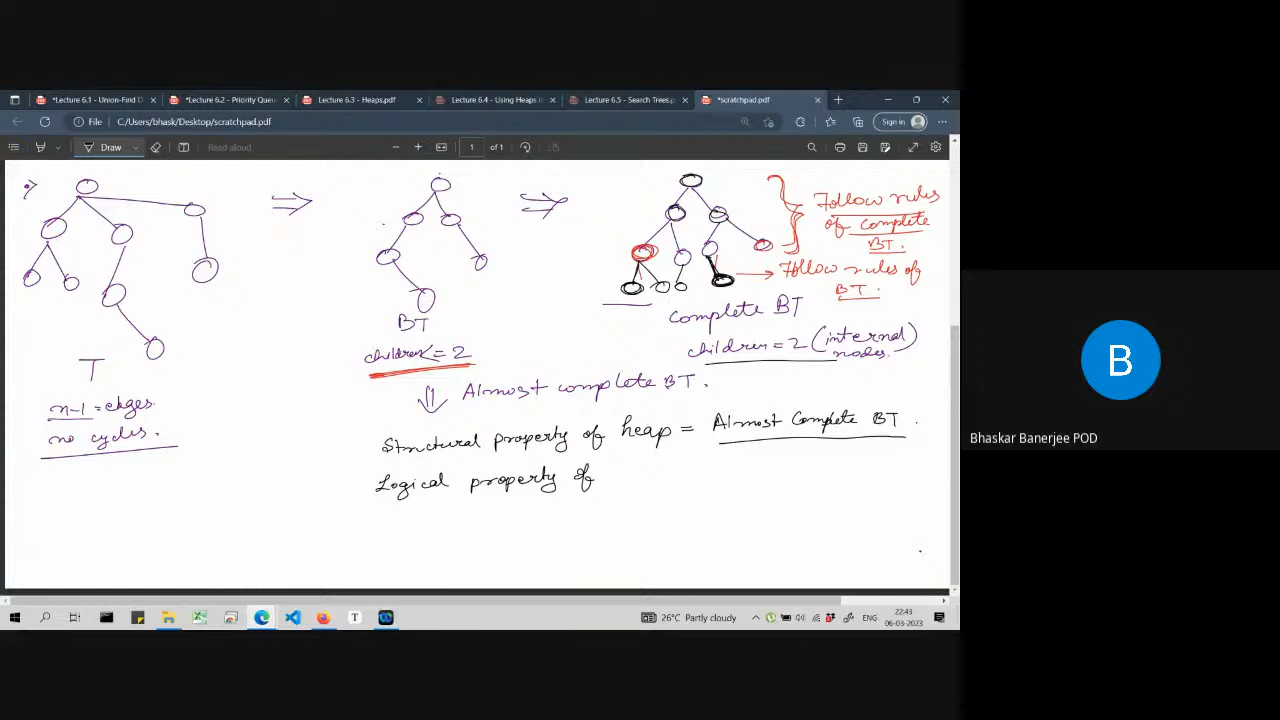 *Lecture 6.1 - Union-Find D
*Lecture 6.2 - Priority Queu
Lecture 6.3 - Heaps.pdf
Lecture 6.4 - Using Heaps in
Lecture 6.5 - Search Trees.p
*scratchpad.pdf
File C:/Users/bhask/Desktop/scratchpad.pdf
Sign in
Draw
Read aloud
1 of 1
Follow rules
of complete
BT.
Follow rules of
BT.
BT
complete BT
children <= 2
children = 2 (internal
nodes.)
T
n-1 = edges.
no cycles.
Almost complete BT.
Structural property of heap = Almost Complete BT.
Logical property of
B
Bhaskar Banerjee POD
26°C Partly cloudy
ENG
22:43
06-03-2023